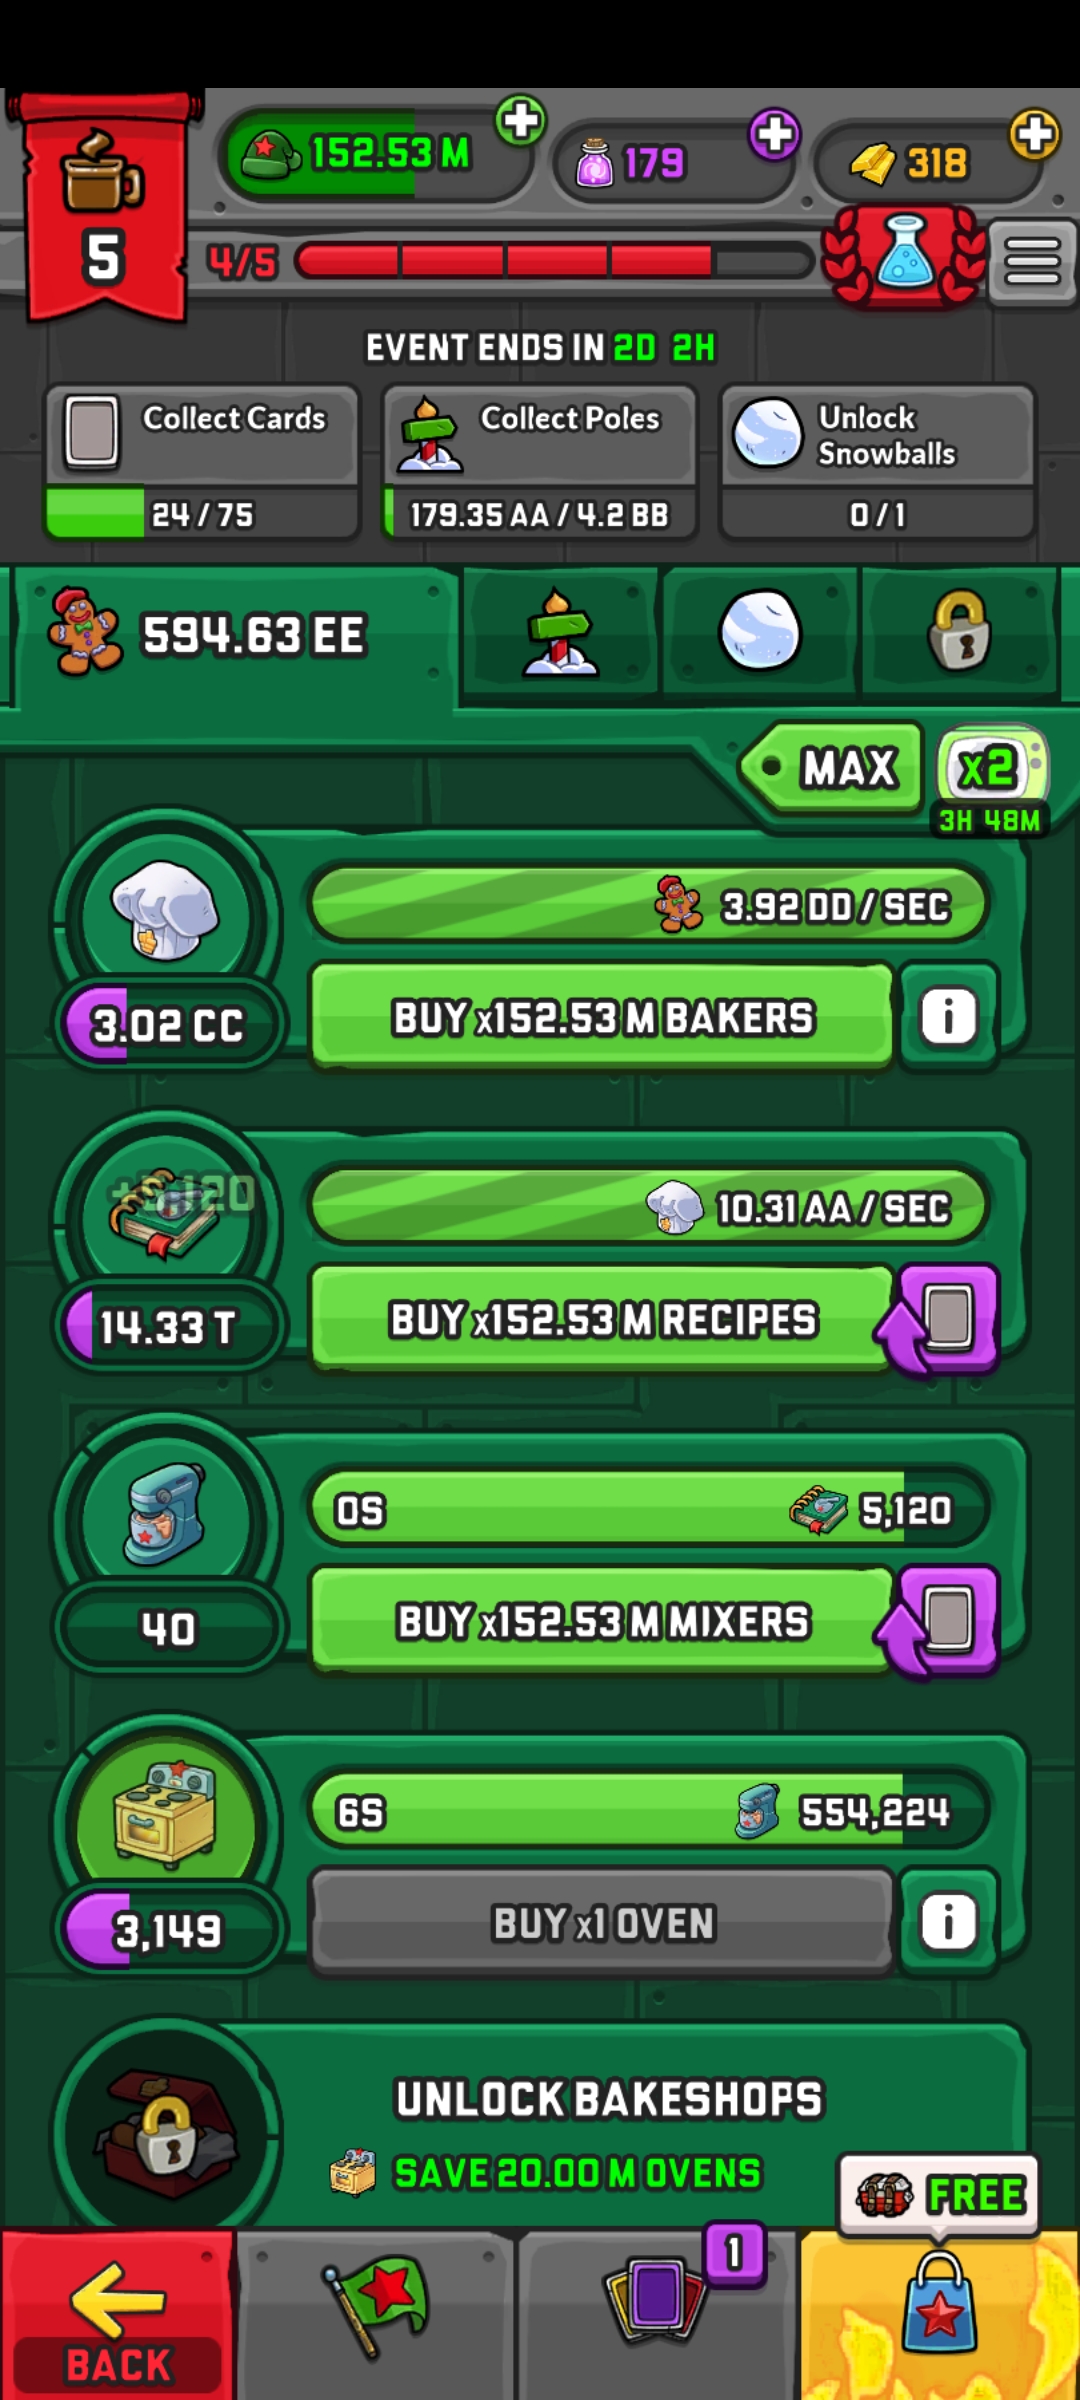 152.53 M
179
318
5
4/5
EVENT ENDS IN 2D 2H
Collect Cards
24 / 75
Collect Poles
179.35 AA / 4.2 BB
Unlock
Snowballs
0 / 1
594.63 EE
MAX
x2
3H 48M
3.92 DD / SEC
3.02 CC
BUY x152.53 M BAKERS
i
+5,120
10.31 AA / SEC
14.33 T
BUY x152.53 M RECIPES
0S
5,120
40
BUY x152.53 M MIXERS
6S
554,224
3,149
BUY x1 OVEN
i
UNLOCK BAKESHOPS
SAVE 20.00 M OVENS
FREE
1
BACK